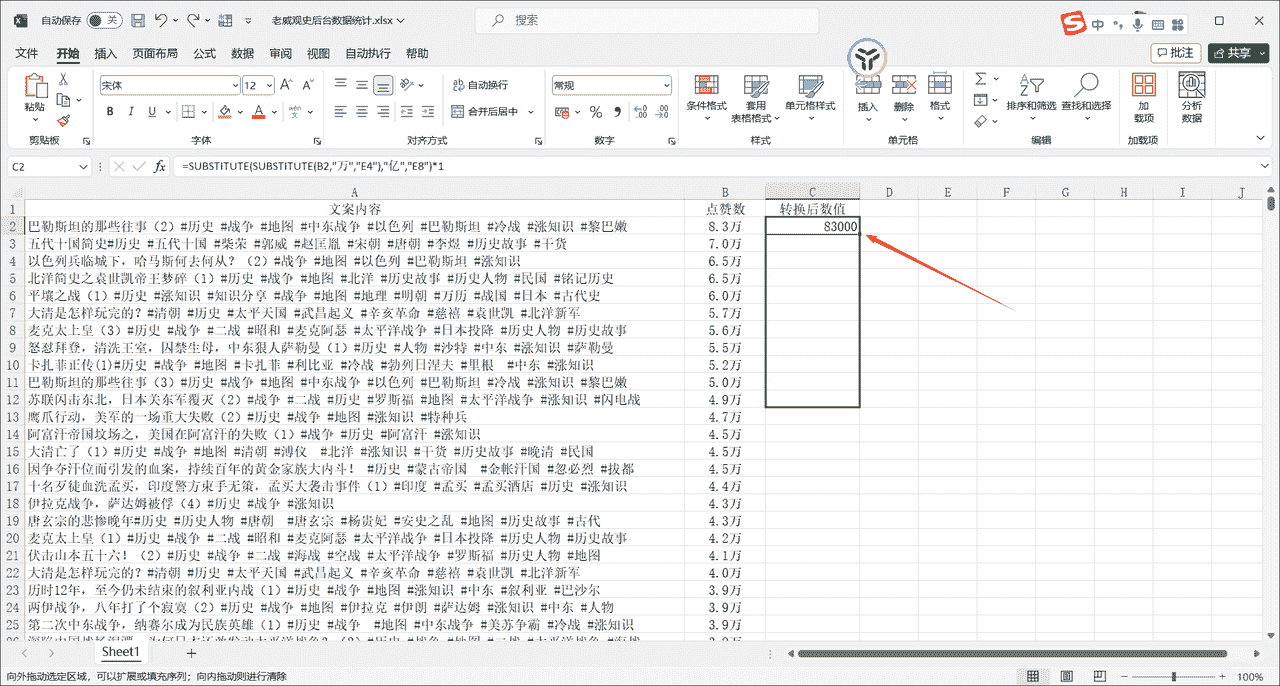 自动保存 关 老威观史后台数据统计.xlsx 搜索 中
文件 开始 插入 页面布局 公式 数据 审阅 视图 自动执行 帮助 批注 共享
粘贴 宋体 12 自动换行 常规 条件格式 套用表格格式 单元格样式 插入 删除 格式 排序和筛选 查找和选择 加载项 分析数据
B I U A 合并后居中
剪贴板 字体 对齐方式 数字 样式 单元格 编辑 加载项
C2 fx =SUBSTITUTE(SUBSTITUTE(B2,"万","E4"),"亿","E8")*1
A B C D E F G H I J
1 文案内容 点赞数 转换后数值
2 巴勒斯坦的那些往事（2）#历史 #战争 #地图 #中东战争 #以色列 #巴勒斯坦 #冷战 #涨知识 #黎巴嫩 8.3万 83000
3 五代十国简史#历史 #五代十国 #柴荣 #郭威 #赵匡胤 #宋朝 #唐朝 #李煜 #历史故事 #干货 7.0万
4 以色列兵临城下，哈马斯何去何从？（2）#战争 #地图 #以色列 #巴勒斯坦 #涨知识 6.5万
5 北洋简史之袁世凯帝王梦碎（1）#历史 #战争 #地图 #北洋 #历史故事 #历史人物 #民国 #铭记历史 6.5万
6 平壤之战（1）#历史 #涨知识 #知识分享 #战争 #地图 #地理 #明朝 #万历 #战国 #日本 #古代史 6.0万
7 大清是怎样玩完的？#清朝 #历史 #太平天国 #武昌起义 #辛亥革命 #慈禧 #袁世凯 #北洋新军 5.7万
8 麦克太上皇（3）#历史 #战争 #二战 #昭和 #麦克阿瑟 #太平洋战争 #日本投降 #历史人物 #历史故事 5.6万
9 怒怼拜登，清洗王室，囚禁生母，中东狠人萨勒曼（1）#历史 #人物 #沙特 #中东 #涨知识 #萨勒曼 5.5万
10 卡扎菲正传(1)#历史 #战争 #地图 #卡扎菲 #利比亚 #冷战 #勃列日涅夫 #里根 #中东 #涨知识 5.2万
11 巴勒斯坦的那些往事（3）#历史 #战争 #地图 #中东战争 #以色列 #巴勒斯坦 #冷战 #涨知识 #黎巴嫩 5.0万
12 苏联闪击东北，日本关东军覆灭（2）#战争 #二战 #历史 #罗斯福 #地图 #太平洋战争 #涨知识 #闪电战 4.9万
13 鹰爪行动，美军的一场重大失败（2）#历史 #战争 #地图 #涨知识 #特种兵 4.7万
14 阿富汗帝国坟场之，美国在阿富汗的失败（1）#战争 #历史 #阿富汗 #涨知识 4.5万
15 大清亡了（1）#历史 #战争 #地图 #清朝 #溥仪 #北洋 #涨知识 #干货 #历史故事 #晚清 #民国 4.5万
16 因争夺汗位而引发的血案，持续百年的黄金家族大内斗！ #历史 #蒙古帝国 #金帐汗国 #忽必烈 #拔都 4.5万
17 十名歹徒血洗孟买，印度警方束手无策，孟买大袭击事件（1）#印度 #孟买 #孟买酒店 #历史 #涨知识 4.4万
18 伊拉克战争，萨达姆被俘（4）#历史 #战争 #涨知识 4.3万
19 唐玄宗的悲惨晚年#历史 #历史人物 #唐朝 #唐玄宗 #杨贵妃 #安史之乱 #地图 #历史故事 #古代 4.3万
20 麦克太上皇（1）#历史 #战争 #二战 #昭和 #麦克阿瑟 #太平洋战争 #日本投降 #历史人物 #历史故事 4.2万
21 伏击山本五十六！（2）#历史 #战争 #二战 #海战 #空战 #太平洋战争 #罗斯福 #历史人物 #地图 4.1万
22 大清是怎样玩完的？#清朝 #历史 #太平天国 #武昌起义 #辛亥革命 #慈禧 #袁世凯 #北洋新军 4.0万
23 历时12年，至今仍未结束的叙利亚内战（1）#历史 #战争 #地图 #涨知识 #中东 #叙利亚 #巴沙尔 3.9万
24 两伊战争，八年打了个寂寞（2）#历史 #战争 #地图 #伊拉克 #伊朗 #萨达姆 #涨知识 #中东 #人物 3.9万
25 第二次中东战争，纳赛尔成为民族英雄（1）#历史 #战争 #地图 #中东战争 #美苏争霸 #冷战 #涨知识 3.9万
Sheet1
向外拖动选定区域，可以扩展或填充序列；向内拖动则进行清除 100%